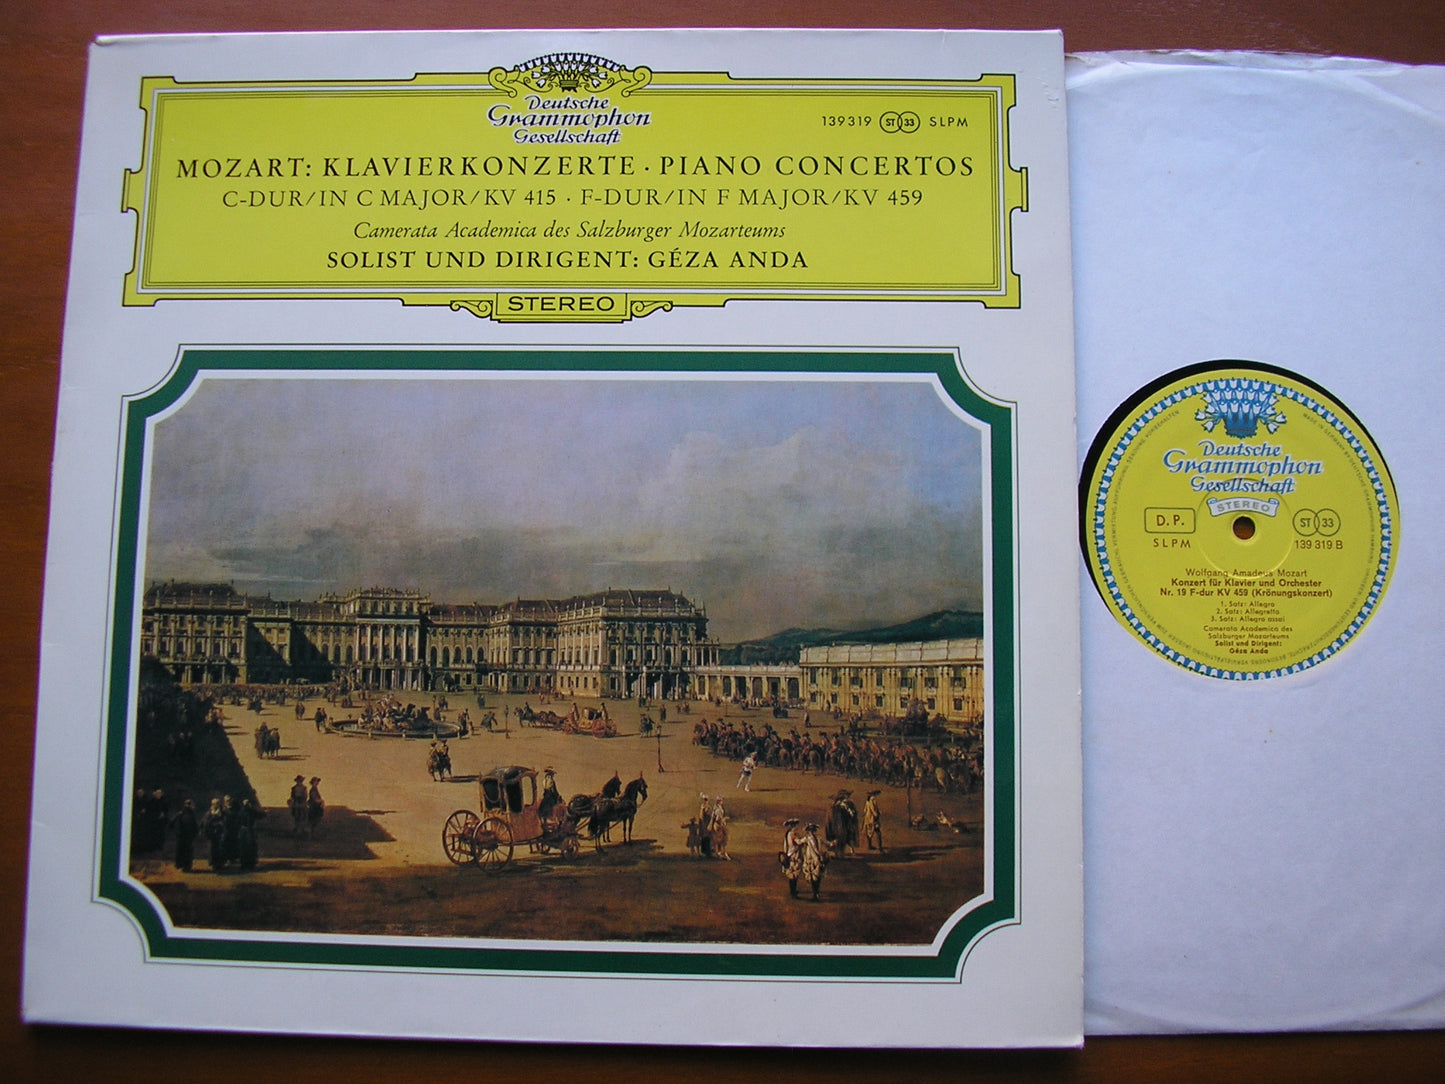 Deutsche
Grammophon
Gesellschaft
139319 ST 33 SLPM
MOZART: KLAVIERKONZERTE · PIANO CONCERTOS
C-DUR/IN C MAJOR/KV 415 · F-DUR/IN F MAJOR/KV 459
Camerata Academica des Salzburger Mozarteums
SOLIST UND DIRIGENT: GÉZA ANDA
STEREO
Deutsche
Grammophon
Gesellschaft
STEREO
D. P.
SLPM
ST 33
139 319 B
Wolfgang Amadeus Mozart
Konzert für Klavier und Orchester
Nr. 19 F-dur KV 459 (Krönungskonzert)
1. Satz: Allegro
2. Satz: Allegretto
3. Satz: Allegro assai
Camerata Academica des
Salzburger Mozarteums
Solist und Dirigent:
Géza Anda